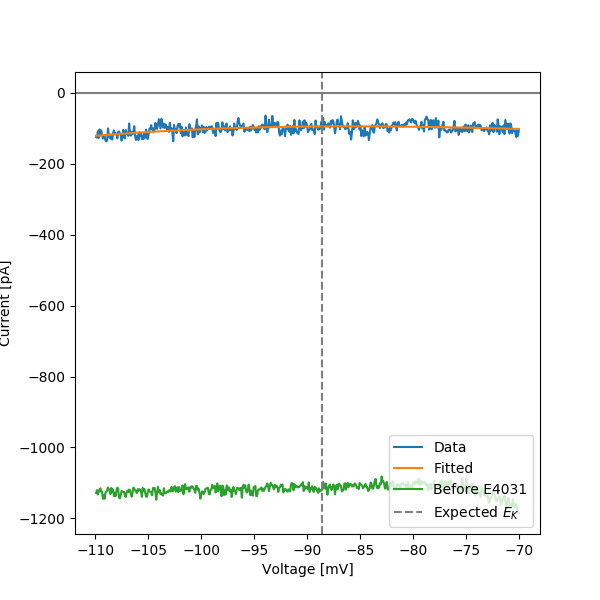 Current [pA]
0
−200
−400
−600
−800
−1000
−1200
−110
−105
−100
−95
−90
−85
−80
−75
−70
Voltage [mV]
Data
Fitted
Before E4031
Expected E_K